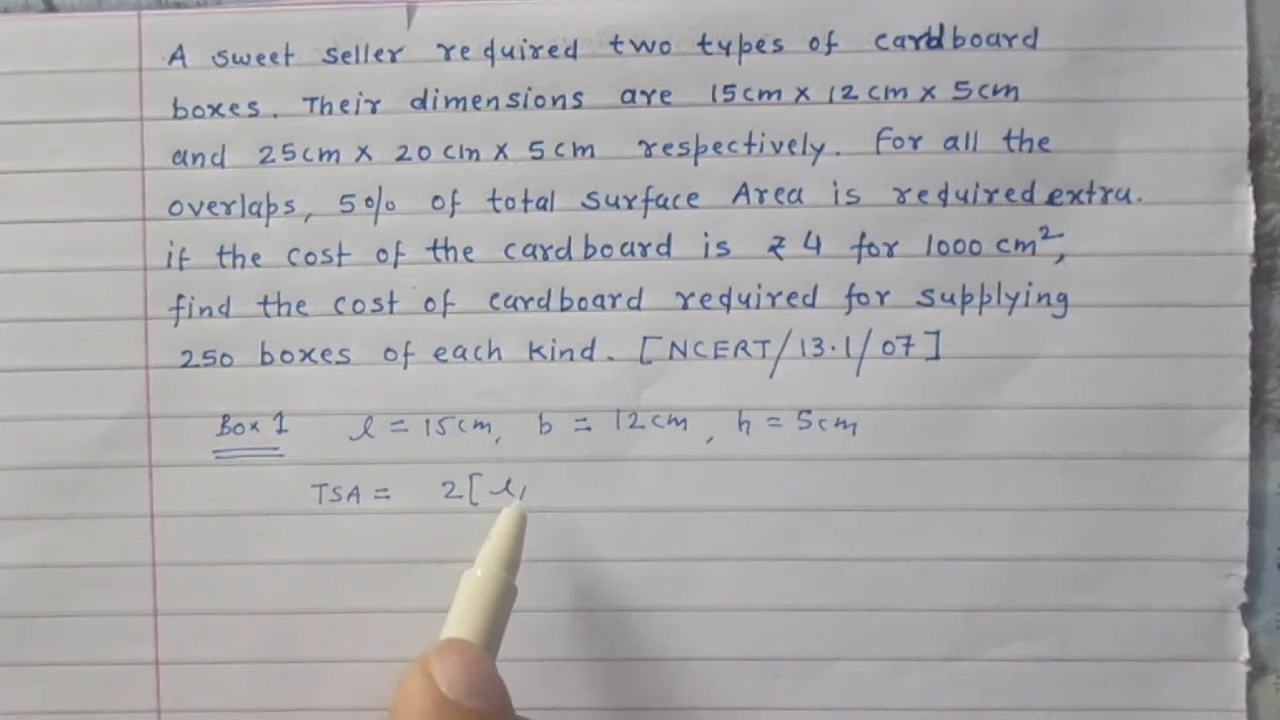 A sweet seller required two types of cardboard
boxes. Their dimensions are 15cm x 12cm x 5cm
and 25cm x 20cm x 5cm respectively. For all the
overlaps, 5% of total surface Area is required extra.
if the cost of the cardboard is ₹4 for 1000 cm²,
find the cost of cardboard required for supplying
250 boxes of each kind. [NCERT/13.1/07]
Box 1 l = 15cm, b = 12cm, h = 5cm
TSA = 2[l